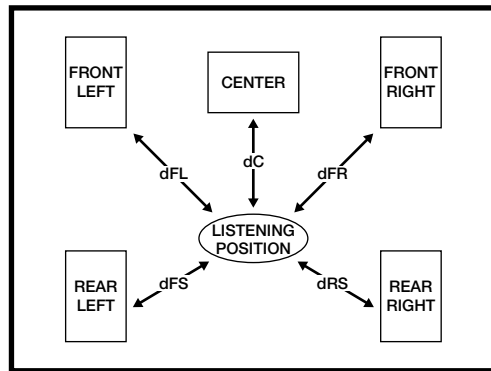 FRONT
LEFT
CENTER
FRONT
RIGHT
dFL
dC
dFR
LISTENING
POSITION
REAR
LEFT
dFS
dRS
REAR
RIGHT